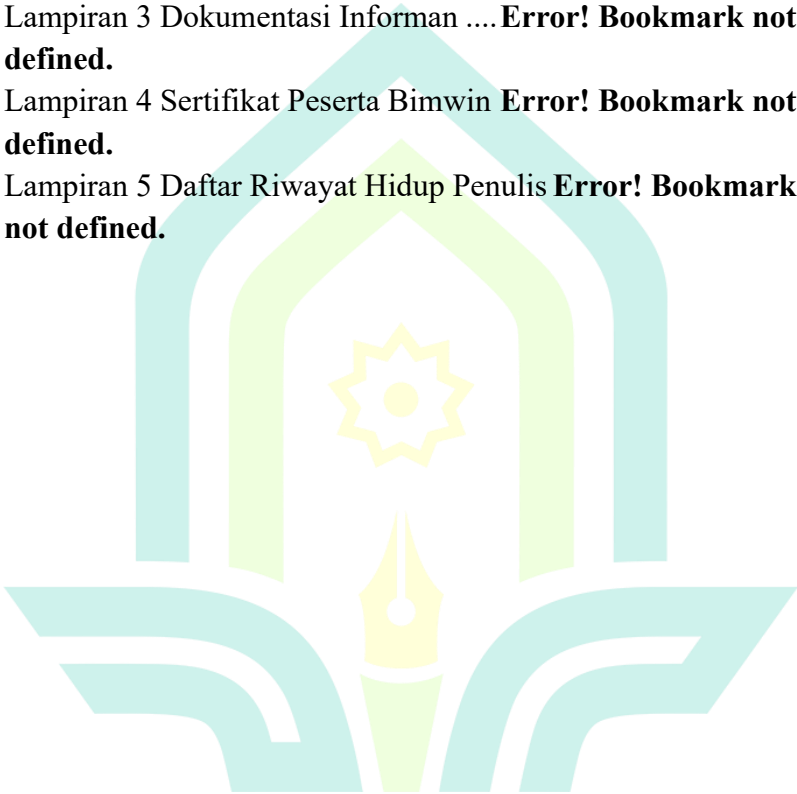 Lampiran 3 Dokumentasi Informan ....Error! Bookmark not
defined.
Lampiran 4 Sertifikat Peserta Bimwin Error! Bookmark not
defined.
Lampiran 5 Daftar Riwayat Hidup Penulis Error! Bookmark
not defined.